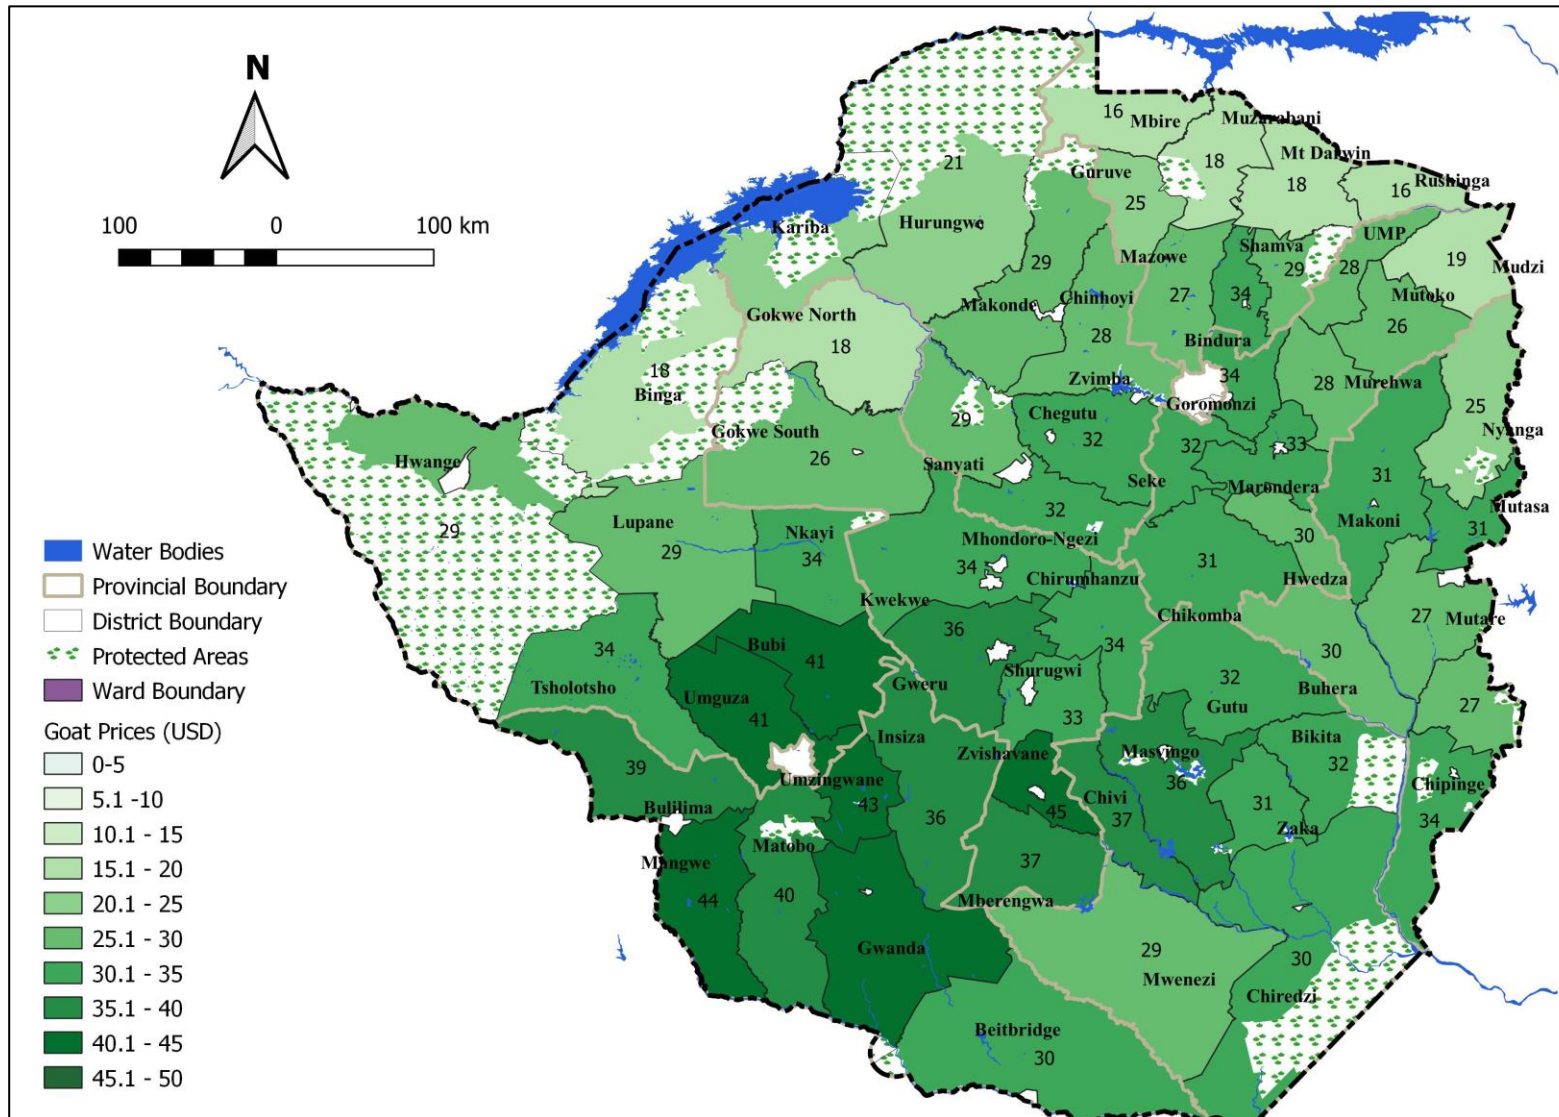 N
100 0 100 km
16
Mbire
Muzarabani
Mt Darwin
18
18
16
Rushinga
21
Guruve
25
Hurungwe
Kariba
UMP
Shamva
29
28
19
Mudzi
Mazowe
29
27
34
Mutoko
26
Makonde
Chinhoyi
Gokwe North
18
28
Bindura
Zvimba
34
Goromonzi
28
Murehwa
18
Binga
25
Nyanga
Gokwe South
29
Chegutu
32
32
33
Hwange
26
Sanyati
Seke
Marondera
31
Makoni
Mutasa
31
Lupane
32
30
29
Nkayi
34
Mhondoro-Ngezi
34
Chirumhanzu
31
Hwedza
29
Kwekwe
Chikomba
27
Mutare
36
34
Bubi
41
34
Tsholotsho
Shurugwi
30
Buhera
Umguza
Gweru
32
Gutu
27
41
33
Insiza
Zvishavane
Bikita
Masvingo
32
39
Umzingwane
Chivi
36
31
Chipinge
Bulilima
43
36
45
37
Zaka
34
Matobo
Mangwe
37
44
40
Mberengwa
Gwanda
29
Mwenezi
30
Chiredzi
Beitbridge
30
Water Bodies
Provincial Boundary
District Boundary
Protected Areas
Ward Boundary
Goat Prices (USD)
0-5
5.1 -10
10.1 - 15
15.1 - 20
20.1 - 25
25.1 - 30
30.1 - 35
35.1 - 40
40.1 - 45
45.1 - 50